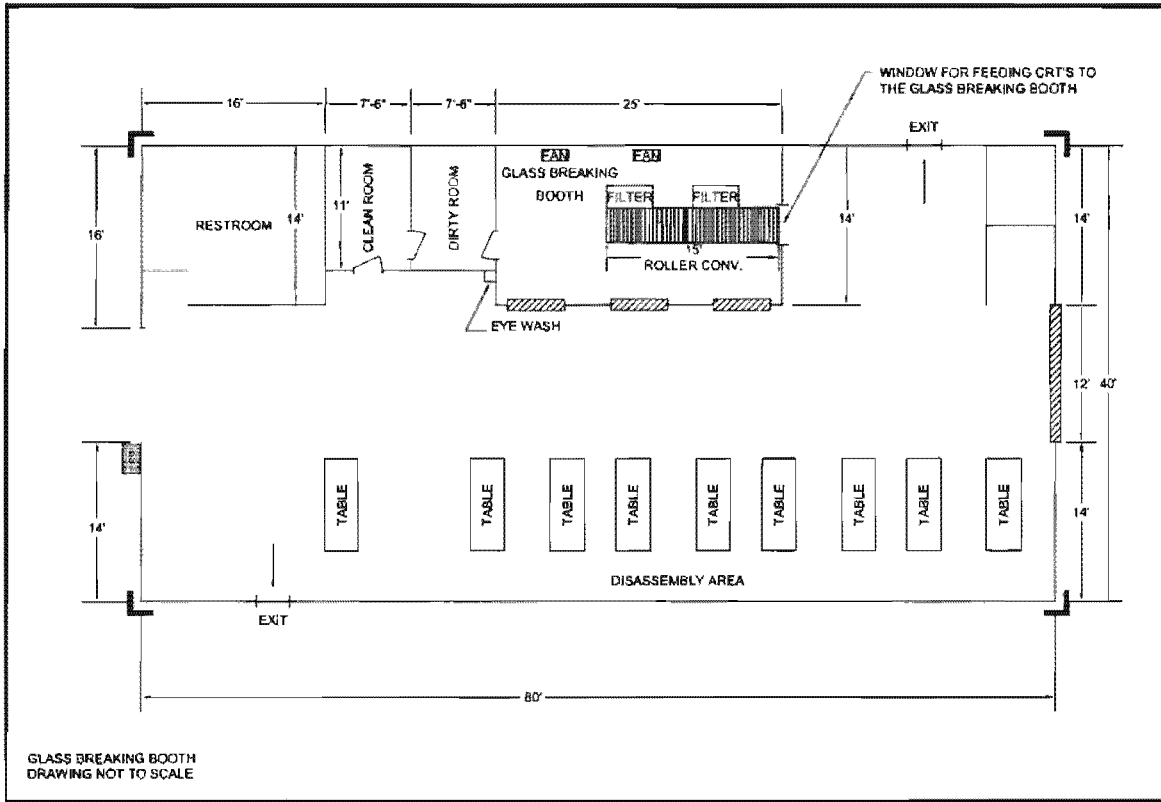 WINDOW FOR FEEDING CRT'S TO
THE GLASS BREAKING BOOTH
16'
7'-6"
7'-6"
25'
EXIT
FAN
FAN
GLASS BREAKING
BOOTH
FILTER
FILTER
CLEAN ROOM
DIRTY ROOM
11'
14'
RESTROOM
16'
14'
14'
15'
ROLLER CONV.
EYE WASH
12'
40'
TABLE
TABLE
TABLE
TABLE
TABLE
TABLE
TABLE
TABLE
TABLE
14'
14'
DISASSEMBLY AREA
EXIT
80'
GLASS BREAKING BOOTH
DRAWING NOT TO SCALE